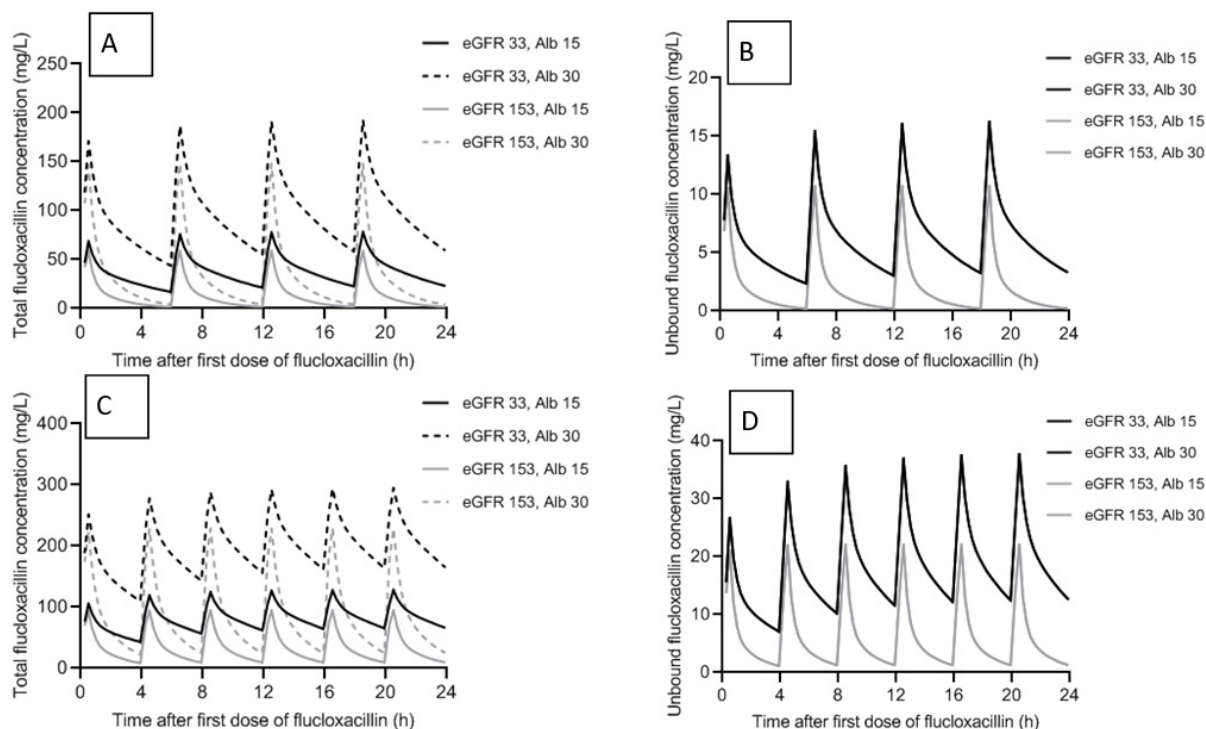 A
eGFR 33, Alb 15
eGFR 33, Alb 30
eGFR 153, Alb 15
eGFR 153, Alb 30
Total flucloxacillin concentration (mg/L)
250
200
150
100
50
0
0 4 8 12 16 20 24
Time after first dose of flucloxacillin (h)
B
eGFR 33, Alb 15
eGFR 33, Alb 30
eGFR 153, Alb 15
eGFR 153, Alb 30
Unbound flucloxacillin concentration (mg/L)
20
15
10
5
0
0 4 8 12 16 20 24
Time after first dose of flucloxacillin (h)
C
eGFR 33, Alb 15
eGFR 33, Alb 30
eGFR 153, Alb 15
eGFR 153, Alb 30
Total flucloxacillin concentration (mg/L)
400
300
200
100
0
0 4 8 12 16 20 24
Time after first dose of flucloxacillin (h)
D
eGFR 33, Alb 15
eGFR 33, Alb 30
eGFR 153, Alb 15
eGFR 153, Alb 30
Unbound flucloxacillin concentration (mg/L)
40
30
20
10
0
0 4 8 12 16 20 24
Time after first dose of flucloxacillin (h)